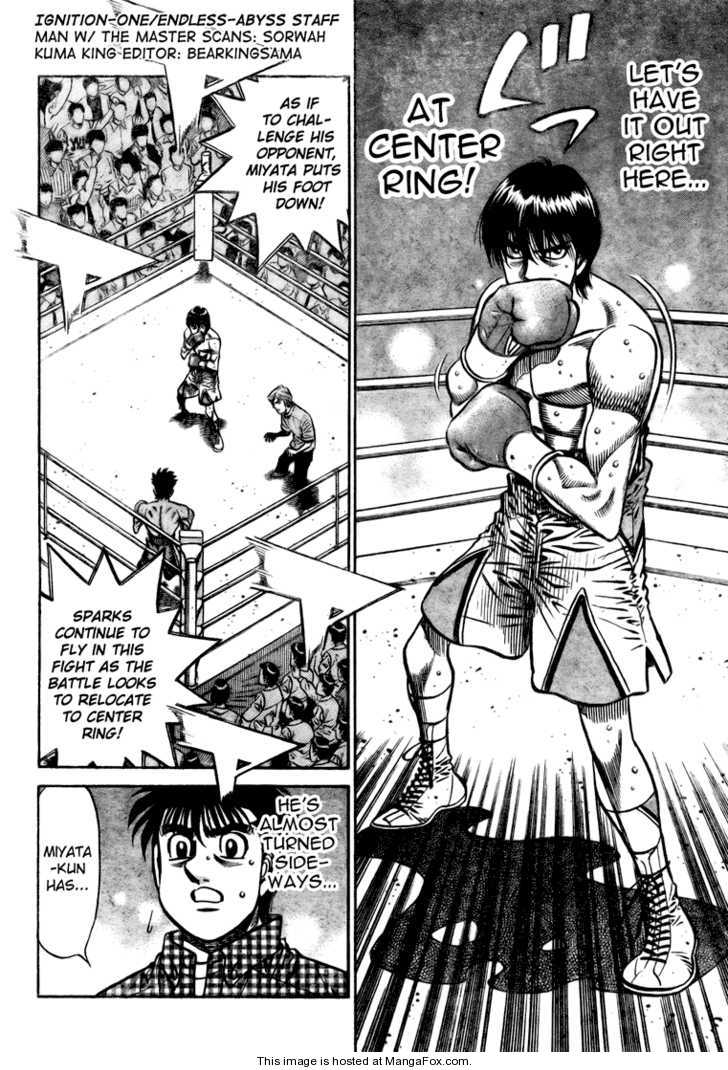 IGNITION-ONE/ENDLESS-ABYSS STAFF
MAN W/ THE MASTER SCANS: SORWAH
KUMA KING EDITOR: BEARKINGSAMA
LET'S
HAVE
IT OUT
RIGHT
HERE...
AT
CENTER
RING!
AS IF
TO CHAL-
LENGE HIS
OPPONENT,
MIYATA PUTS
HIS FOOT
DOWN!
SPARKS
CONTINUE TO
FLY IN THIS
FIGHT AS THE
BATTLE LOOKS
TO RELOCATE
TO CENTER
RING!
HE'S
ALMOST
TURNED
SIDE-
WAYS...
MIYATA
-KUN
HAS...
This image is hosted at MangaFox.com.